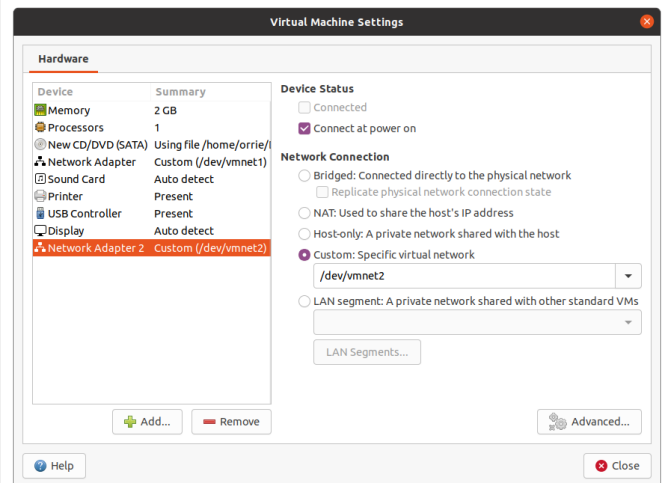 Virtual Machine Settings
Hardware
Device Summary
Memory 2 GB
Processors 1
New CD/DVD (SATA) Using file /home/orrie/
Network Adapter Custom (/dev/vmnet1)
Sound Card Auto detect
Printer Present
USB Controller Present
Display Auto detect
Network Adapter 2 Custom (/dev/vmnet2)
Add...
Remove
Device Status
Connected
Connect at power on
Network Connection
Bridged: Connected directly to the physical network
Replicate physical network connection state
NAT: Used to share the host's IP address
Host-only: A private network shared with the host
Custom: Specific virtual network
/dev/vmnet2
LAN segment: A private network shared with other standard VMs
LAN Segments...
Advanced...
Help
Close